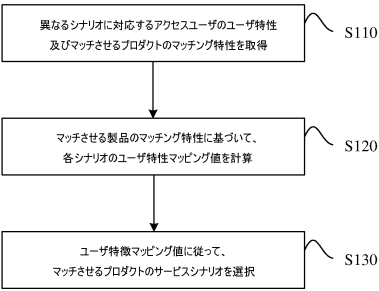 異なるシナリオに対応するアクセスユーザのユーザ特性
及びマッチさせるプロダクトのマッチング特性を取得
S110
マッチさせる製品のマッチング特性に基づいて、
各シナリオのユーザ特性マッピング値を計算
S120
ユーザ特徴マッピング値に従って、
マッチさせるプロダクトのサービスシナリオを選択
S130